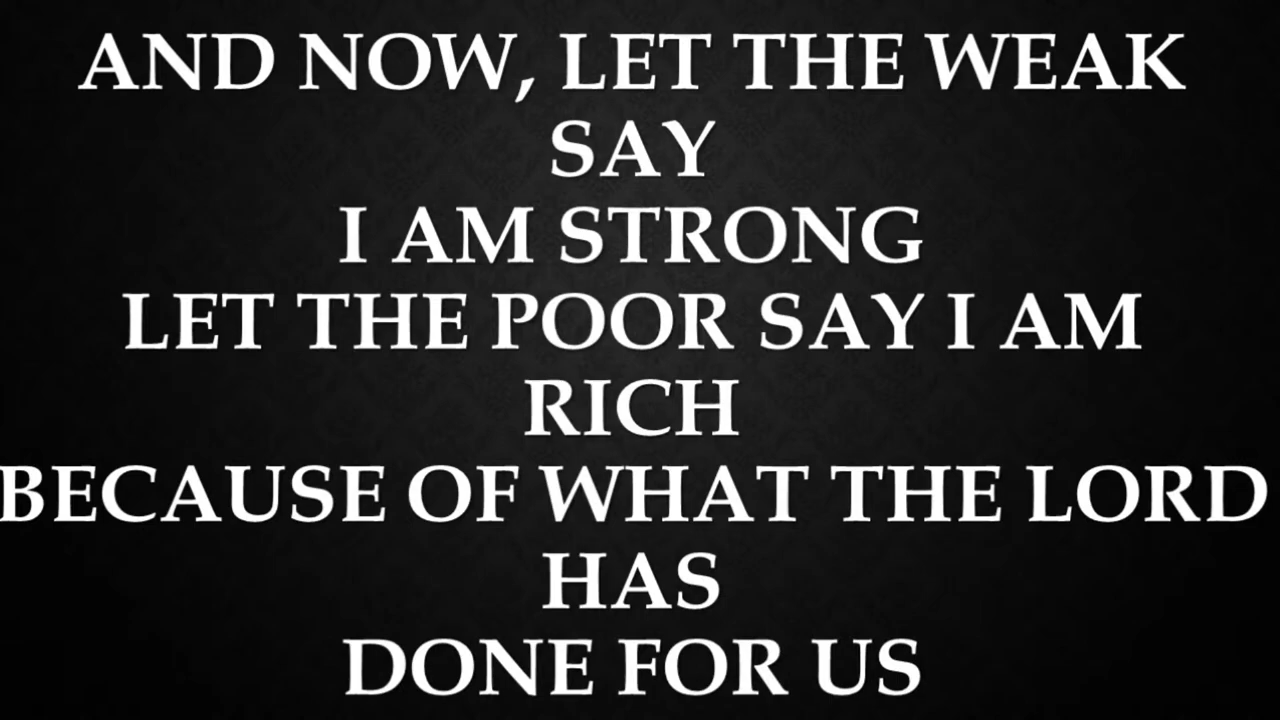 AND NOW, LET THE WEAK
SAY
I AM STRONG
LET THE POOR SAY I AM
RICH
BECAUSE OF WHAT THE LORD
HAS
DONE FOR US